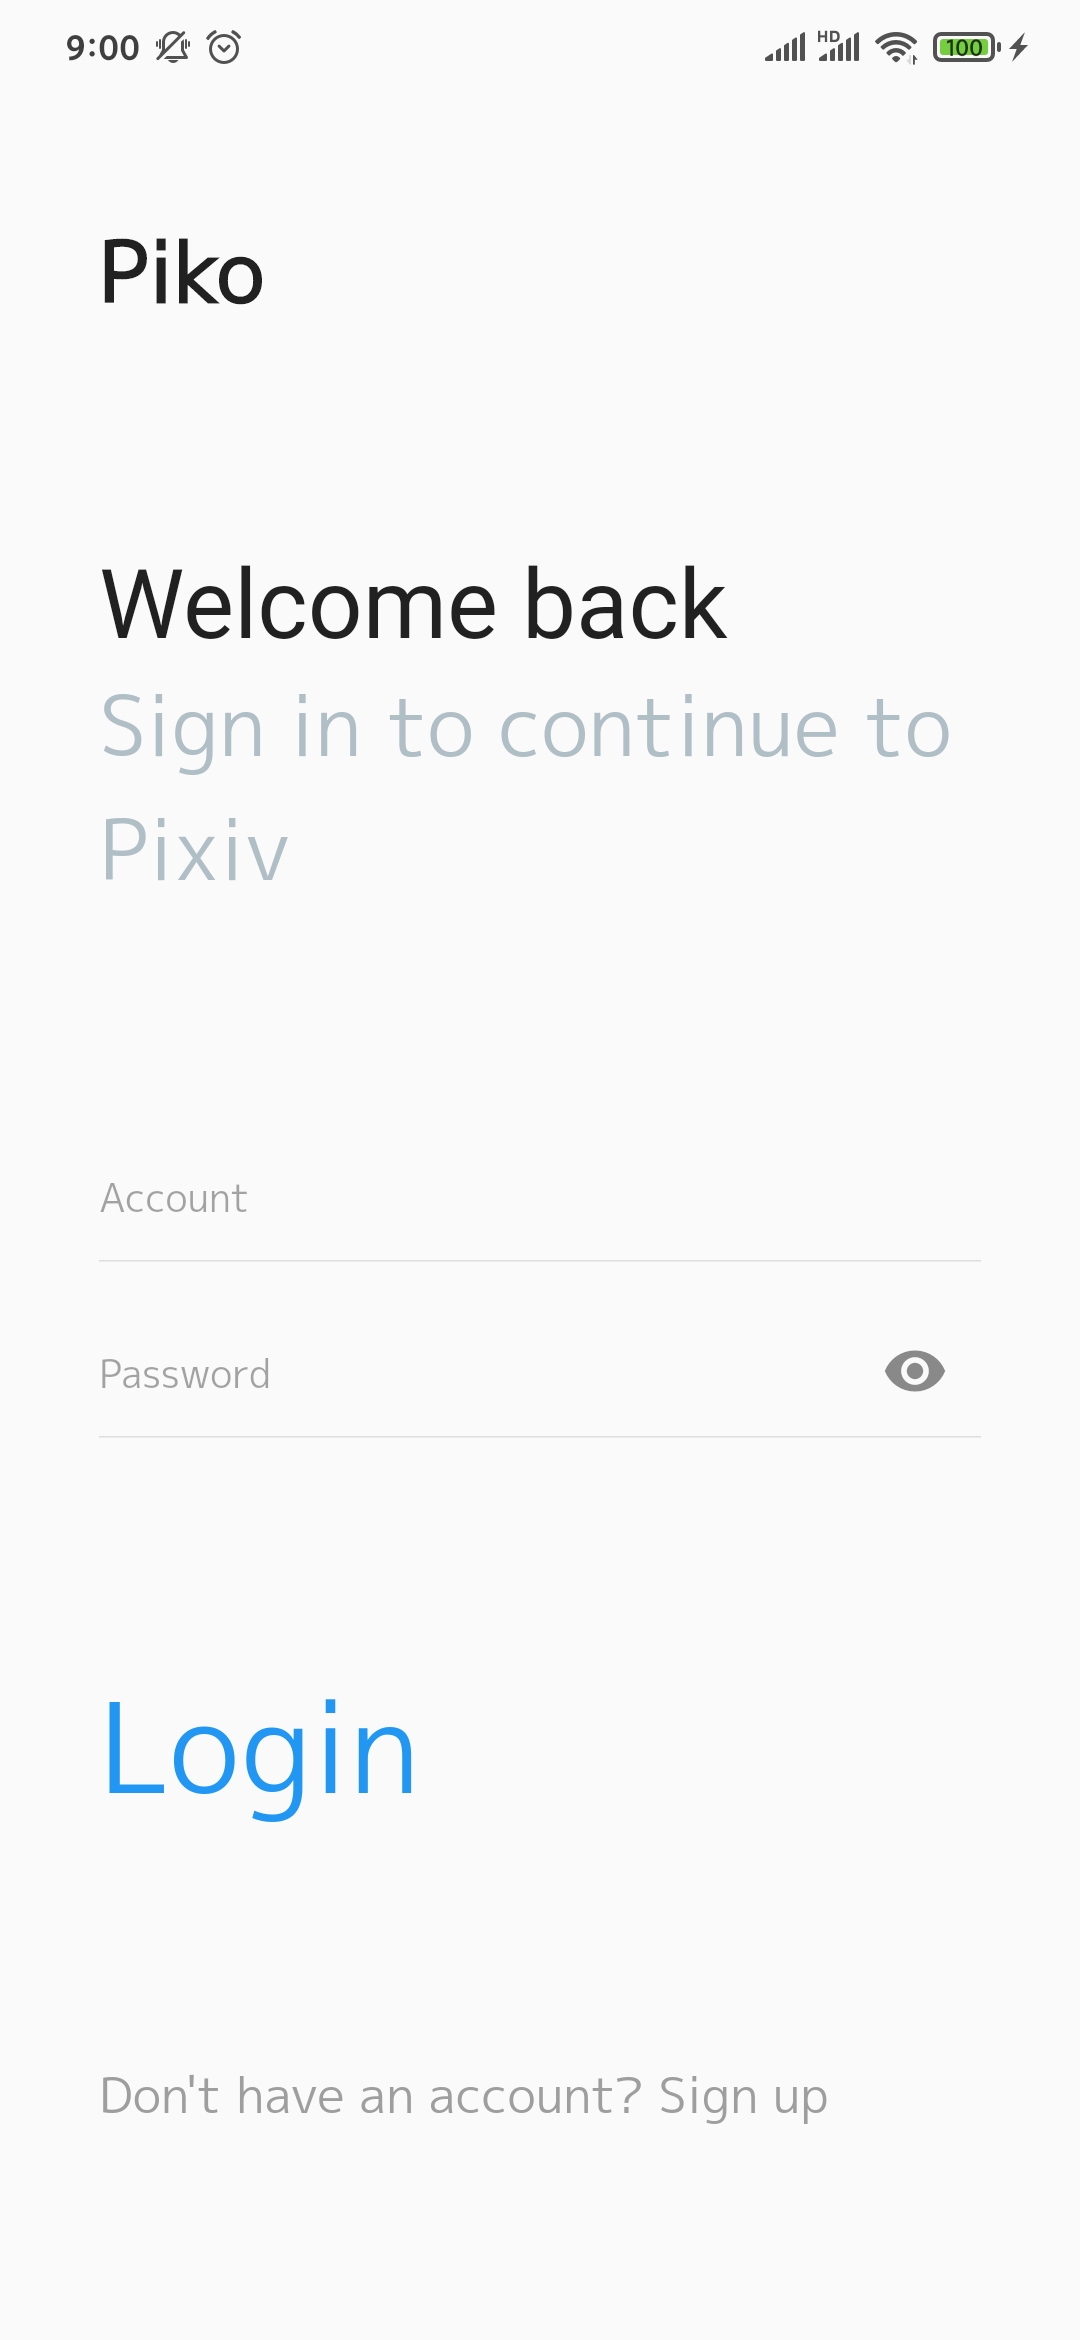 9:00 HD 100
Piko
Welcome back
Sign in to continue to
Pixiv
Account
Password
Login
Don't have an account? Sign up